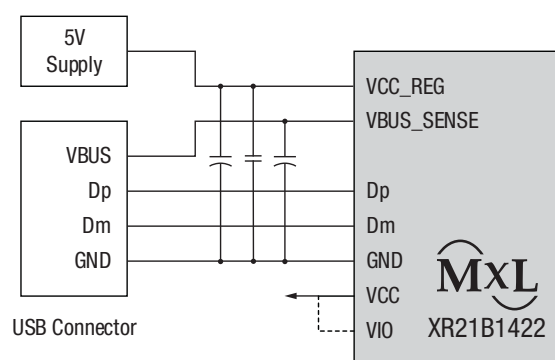 5V
Supply
VBUS
Dp
Dm
GND
USB Connector
VCC_REG
VBUS_SENSE
Dp
Dm
GND
VCC
VIO
MxL
XR21B1422